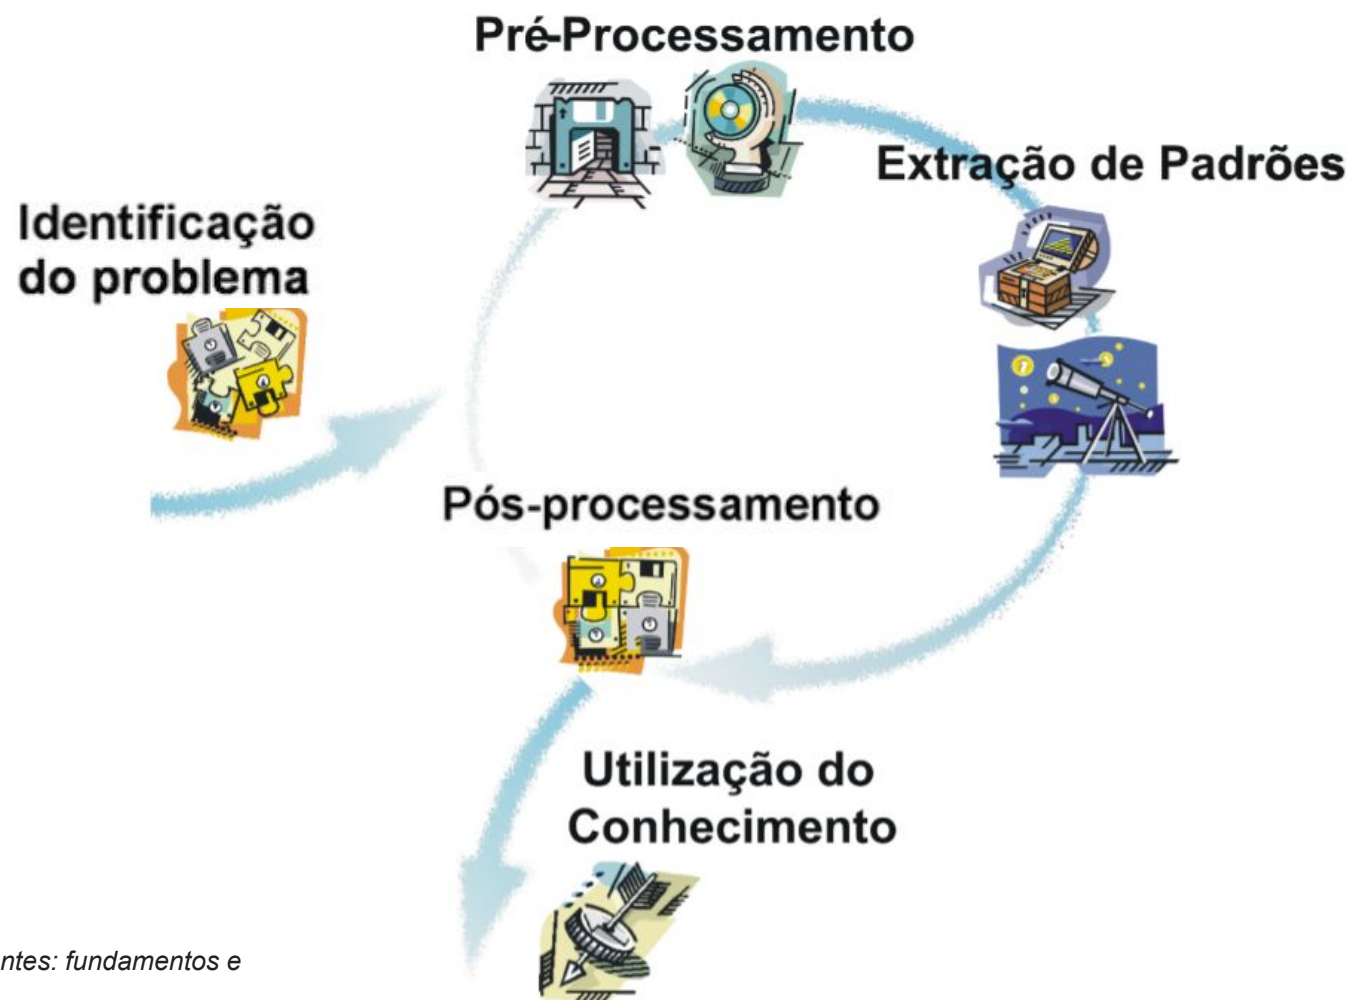 Pré-Processamento
Extração de Padrões
Identificação
do problema
Pós-processamento
Utilização do
Conhecimento
ntes: fundamentos e